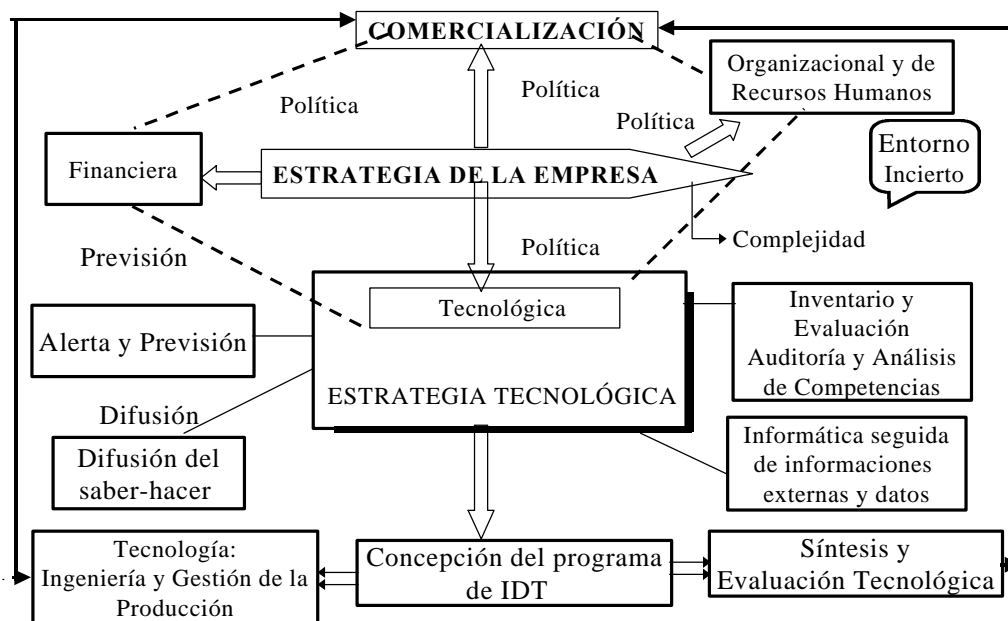 COMERCIALIZACIÓN
Organizacional y de
Recursos Humanos
Política
Política
Política
Entorno
Incierto
Financiera
ESTRATEGIA DE LA EMPRESA
Previsión
Política
Complejidad
Tecnológica
Alerta y Previsión
Inventario y
Evaluación
Auditoría y Análisis
de Competencias
ESTRATEGIA TECNOLÓGICA
Difusión
Difusión del
saber-hacer
Informática seguida
de informaciones
externas y datos
Tecnología:
Ingeniería y Gestión de la
Producción
Concepción del programa
de IDT
Síntesis y
Evaluación Tecnológica